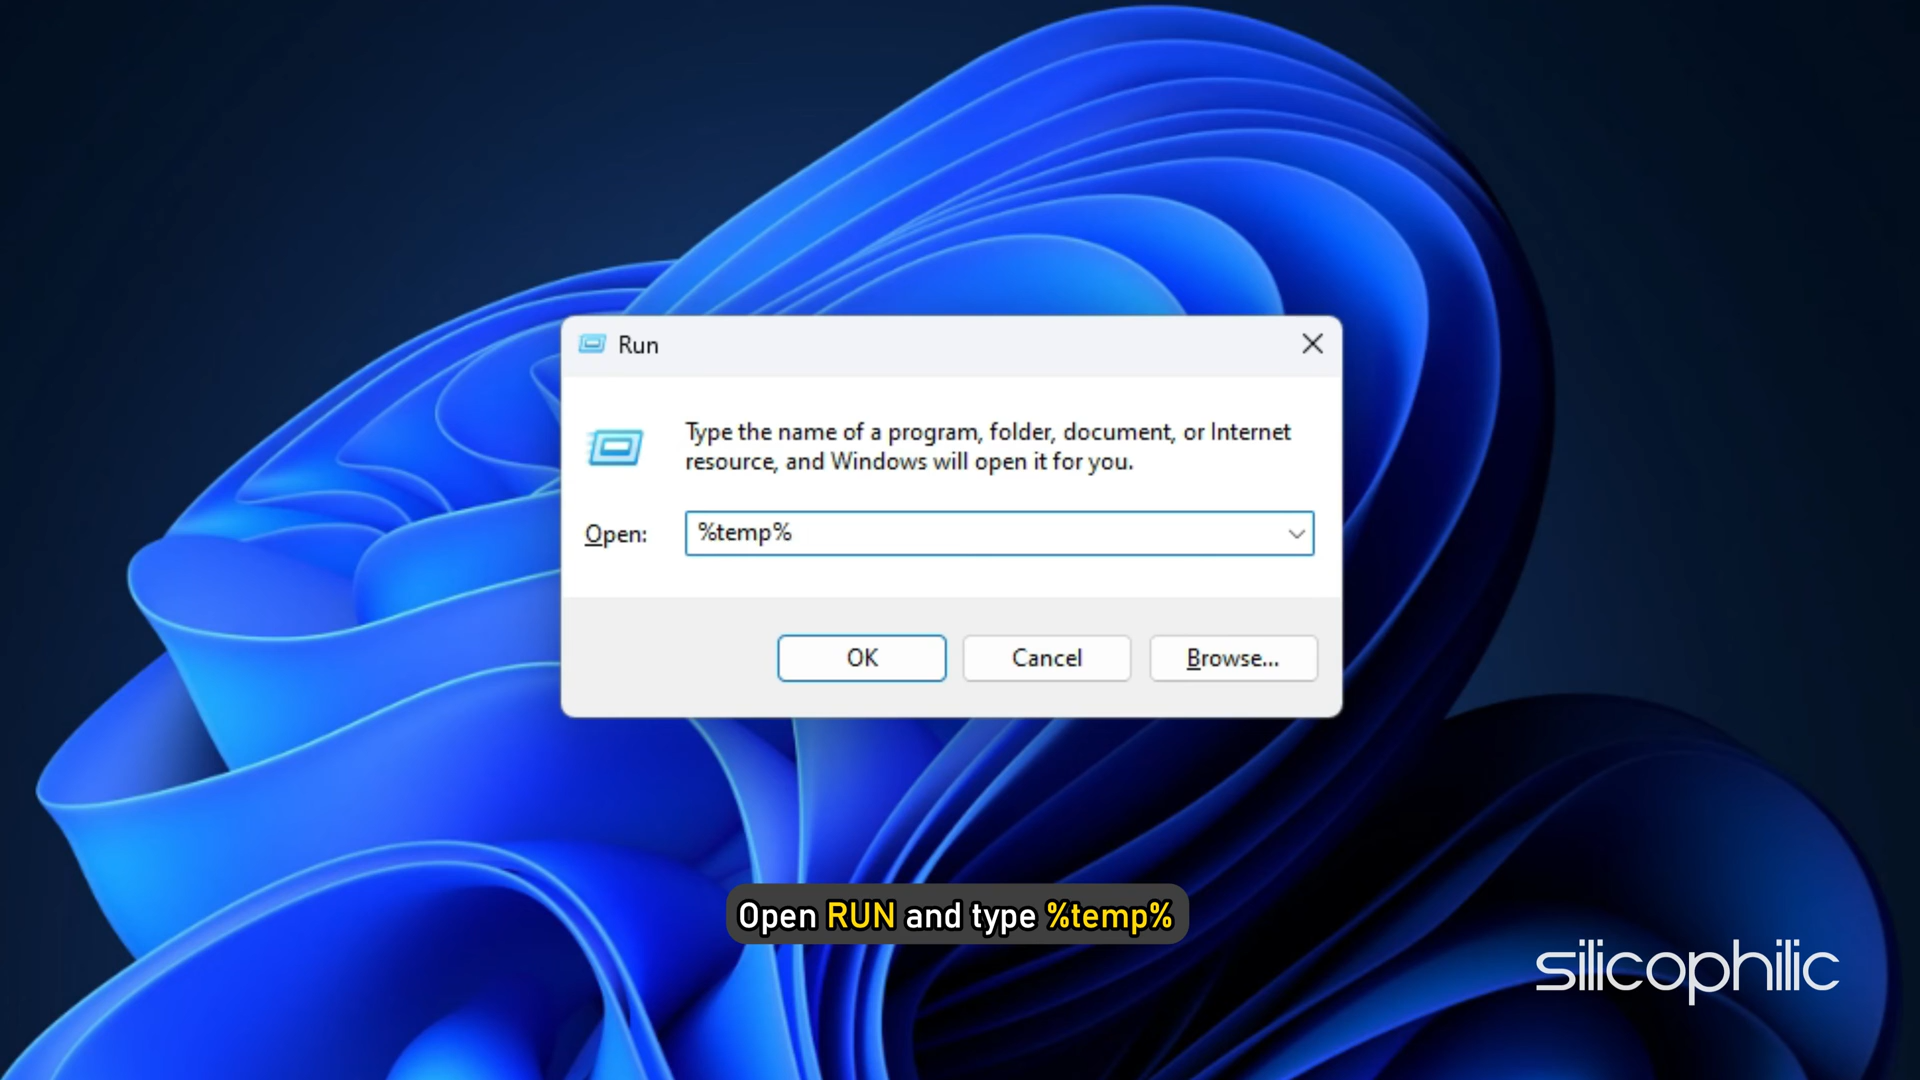 Run
Type the name of a program, folder, document, or Internet
resource, and Windows will open it for you.
Open:
%temp%
OK
Cancel
Browse...
Open RUN and type %temp%
silicophilic